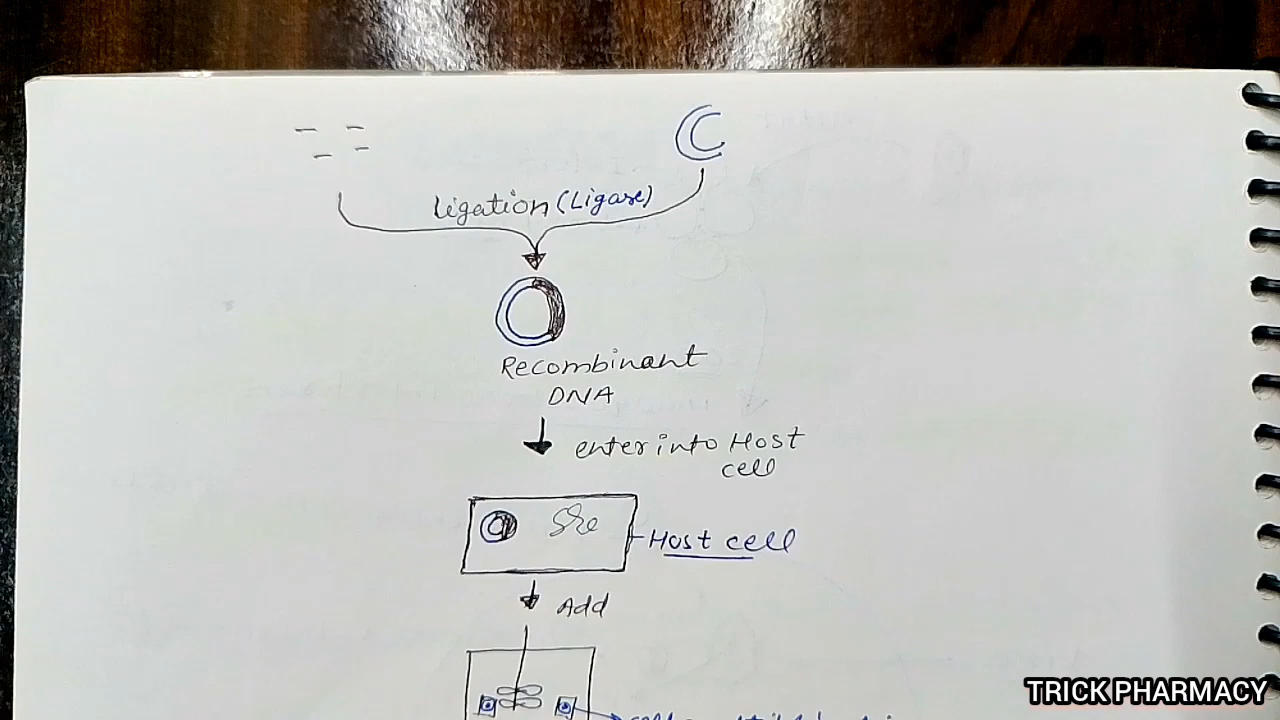 Ligation (Ligase)
Recombinant
DNA
enter into Host
cell
Host cell
Add
TRICK PHARMACY